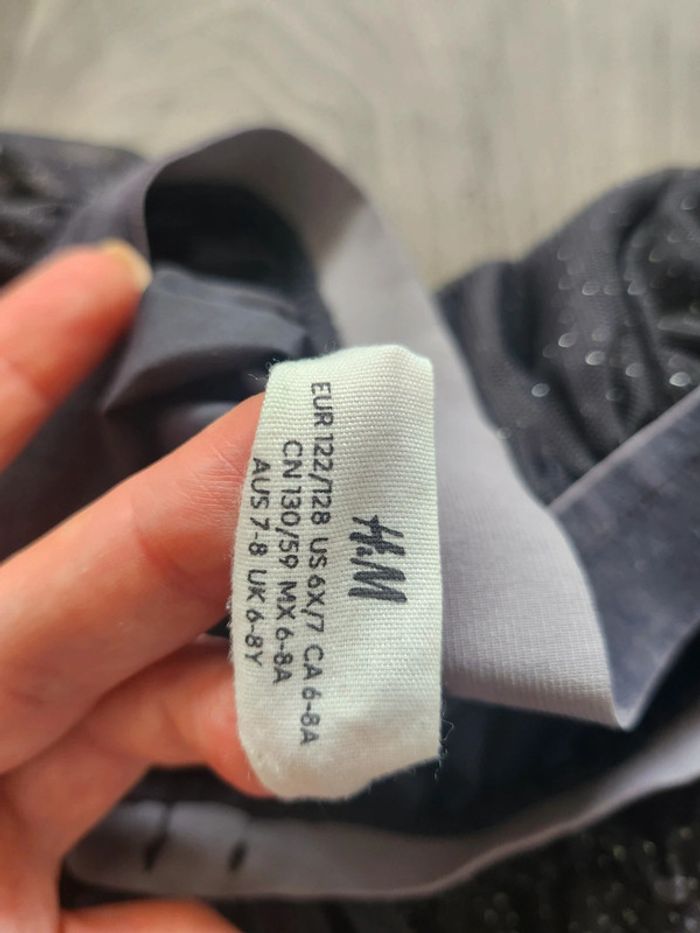 H&M
EUR 122/128 US 6X/7 CA 6-8A
CN 130/59 MX 6-8A
AUS 7-8 UK 6-8Y